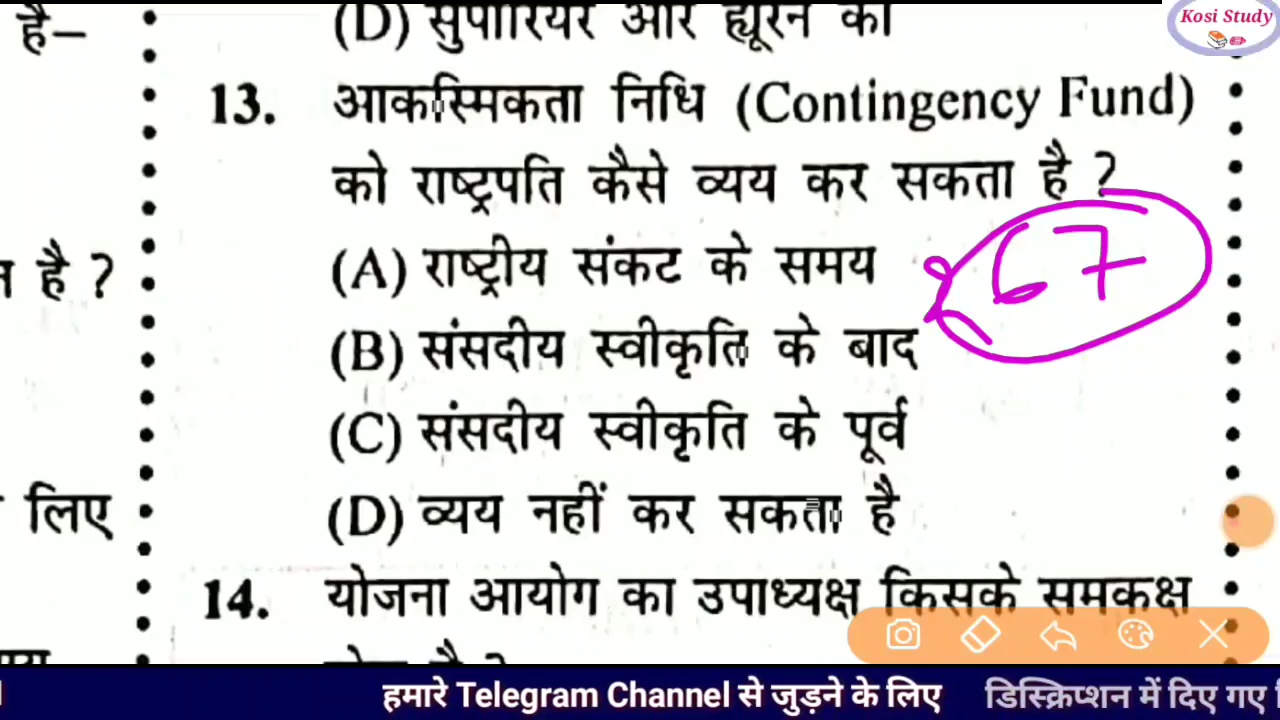 है–
(D) सुपीरियर और ह्यूरन का
Kosi Study
13. आकस्मिकता निधि (Contingency Fund)
को राष्ट्रपति कैसे व्यय कर सकता है ?
है ?
(A) राष्ट्रीय संकट के समय
67
(B) संसदीय स्वीकृति के बाद
(C) संसदीय स्वीकृति के पूर्व
लिए
(D) व्यय नहीं कर सकता है
14. योजना आयोग का उपाध्यक्ष किसके समकक्ष
हमारे Telegram Channel से जुड़ने के लिए डिस्क्रिप्शन में दिए गए